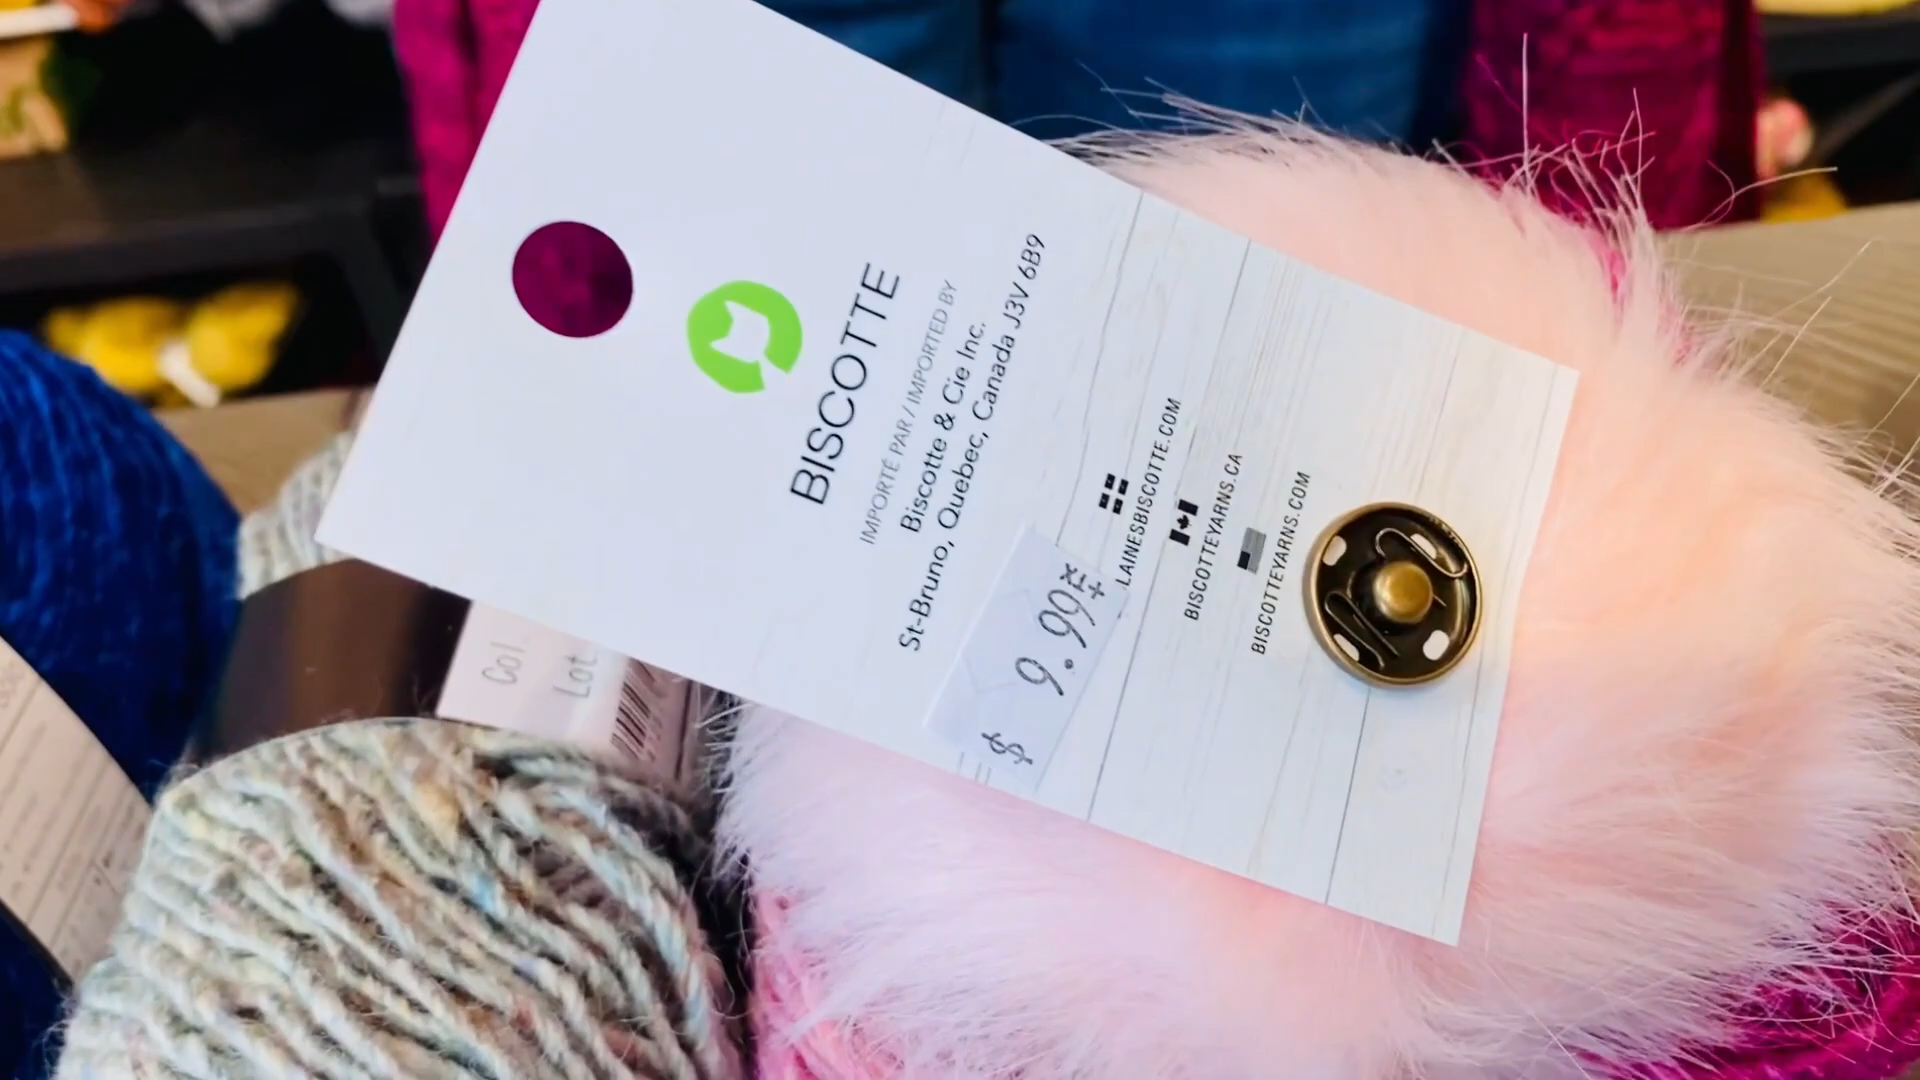 BISCOTTE
IMPORTÉ PAR / IMPORTED BY
Biscotte & Cie Inc.
St-Bruno, Quebec, Canada J3V 6B9
$ 9.99
LAINESBISCOTTE.COM
BISCOTTEYARNS.CA
BISCOTTEYARNS.COM
Col.
Lot